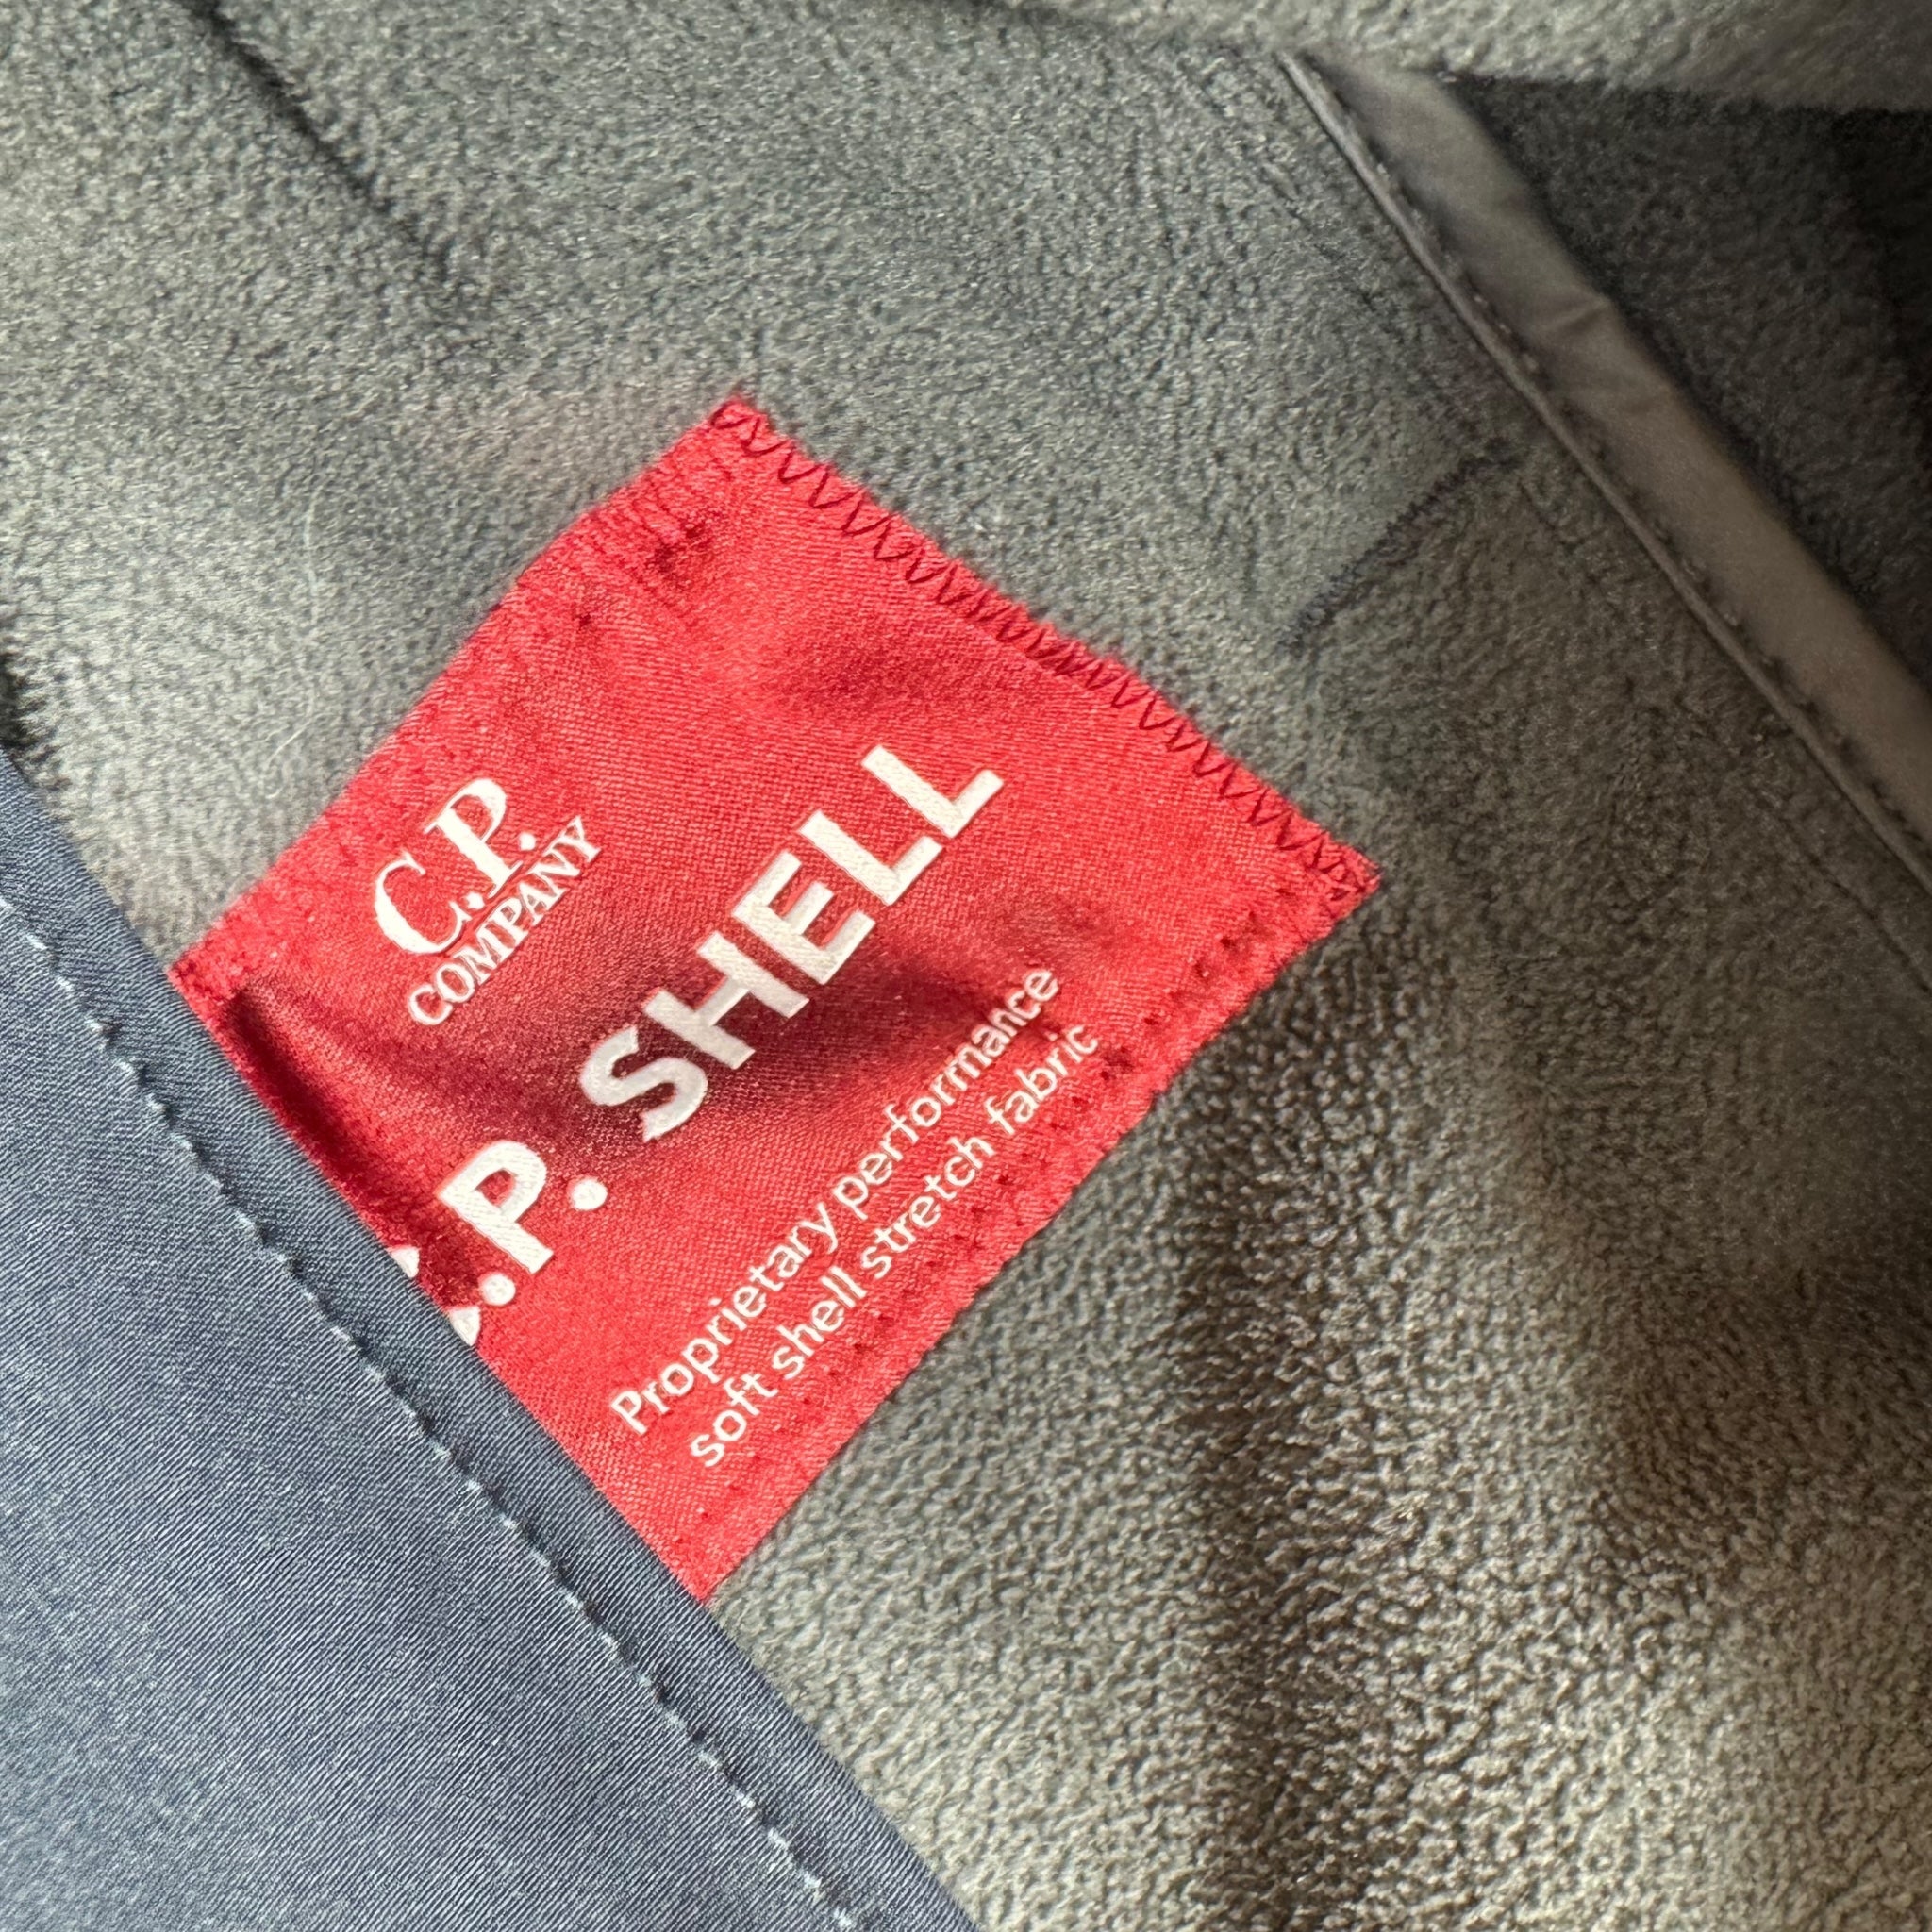 C.P.
COMPANY
C.P. SHELL
Proprietary performance
soft shell stretch fabric